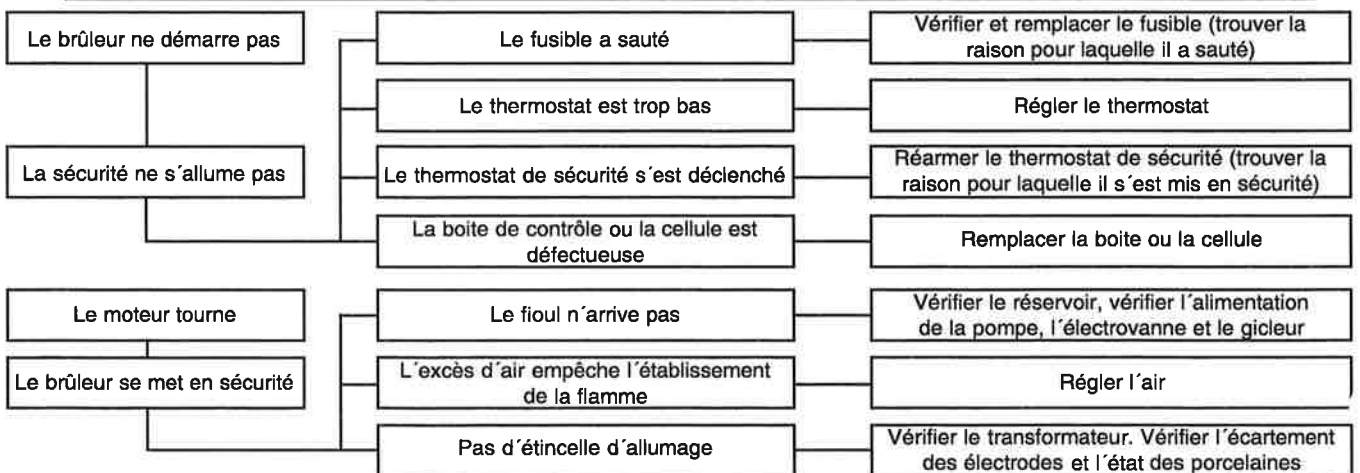 Le brûleur ne démarre pas
Le fusible a sauté
Vérifier et remplacer le fusible (trouver la
raison pour laquelle il a sauté)
Le thermostat est trop bas
Régler le thermostat
La sécurité ne s´allume pas
Le thermostat de sécurité s´est déclenché
Réarmer le thermostat de sécurité (trouver la
raison pour laquelle il s´est mis en sécurité)
La boite de contrôle ou la cellule est
défectueuse
Remplacer la boite ou la cellule
Le moteur tourne
Le fioul n´arrive pas
Vérifier le réservoir, vérifier l´alimentation
de la pompe, l´électrovanne et le gicleur
Le brûleur se met en sécurité
L´excès d´air empêche l´établissement
de la flamme
Régler l´air
Pas d´étincelle d´allumage
Vérifier le transformateur. Vérifier l´écartement
des électrodes et l´état des porcelaines